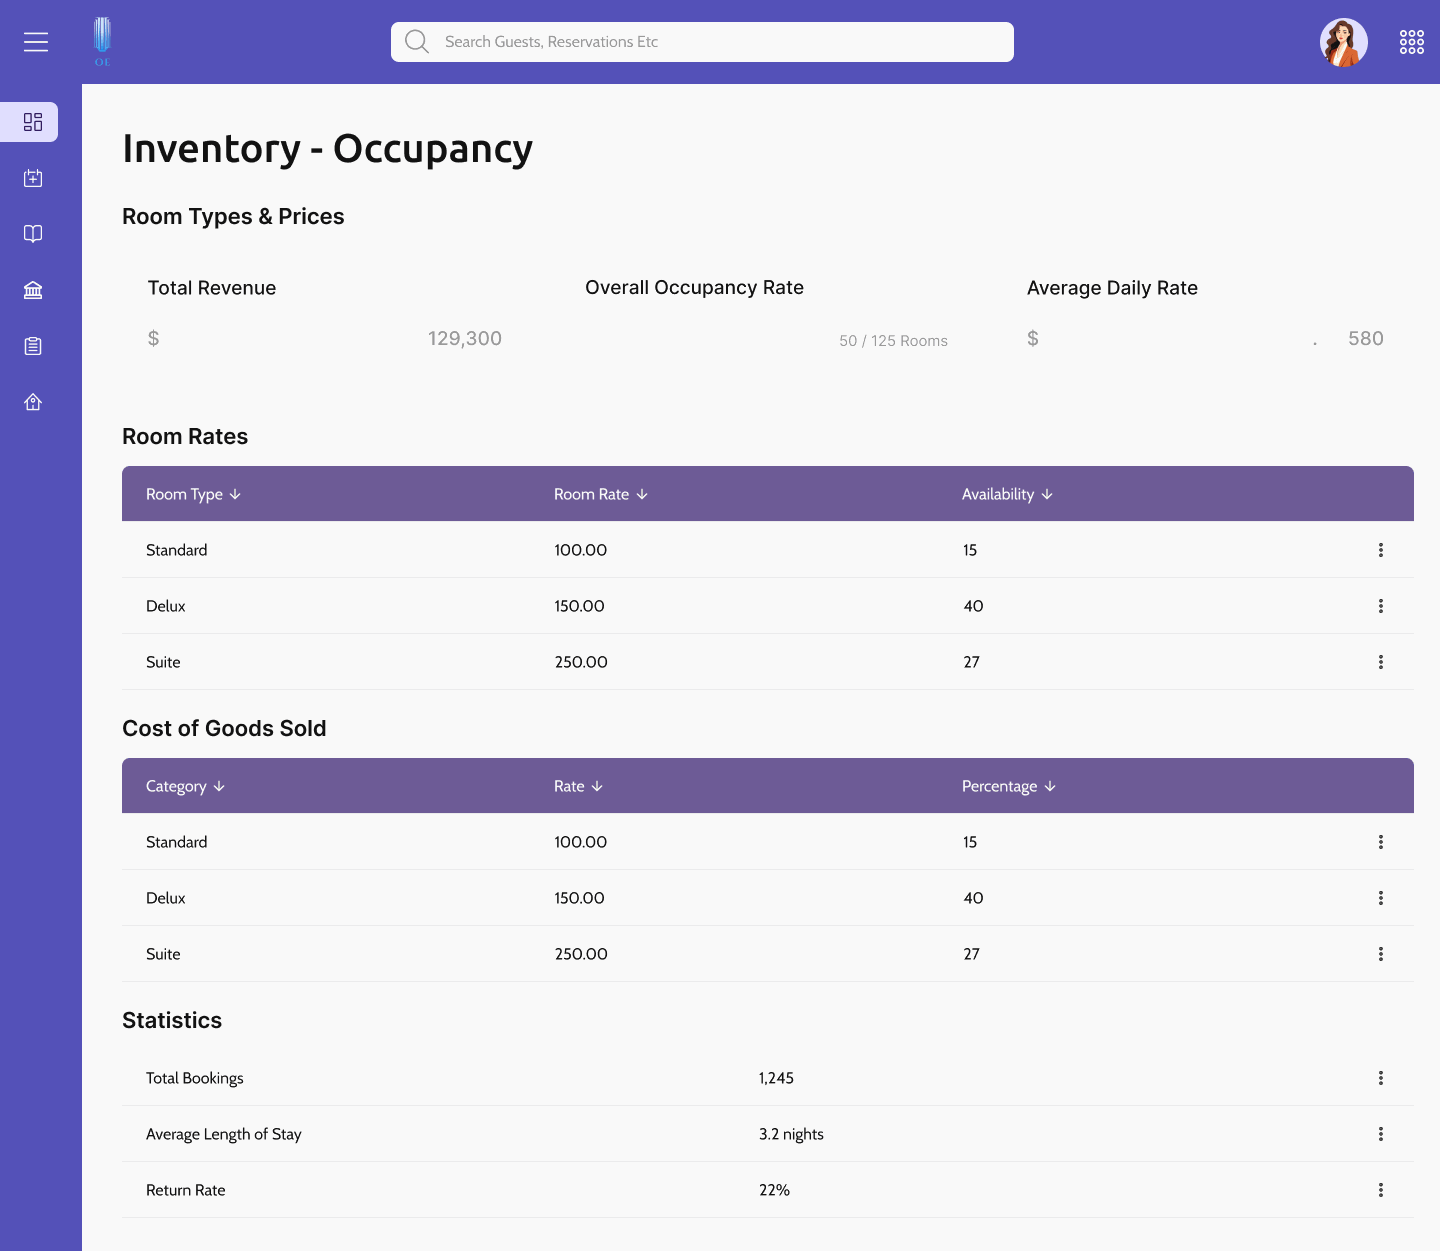 OE
Search Guests, Reservations Etc
Inventory - Occupancy
Room Types & Prices
Total Revenue
$ 129,300
Overall Occupancy Rate
50 / 125 Rooms
Average Daily Rate
$ . 580
Room Rates
Room Type Room Rate Availability
Standard 100.00 15
Delux 150.00 40
Suite 250.00 27
Cost of Goods Sold
Category Rate Percentage
Standard 100.00 15
Delux 150.00 40
Suite 250.00 27
Statistics
Total Bookings 1,245
Average Length of Stay 3.2 nights
Return Rate 22%